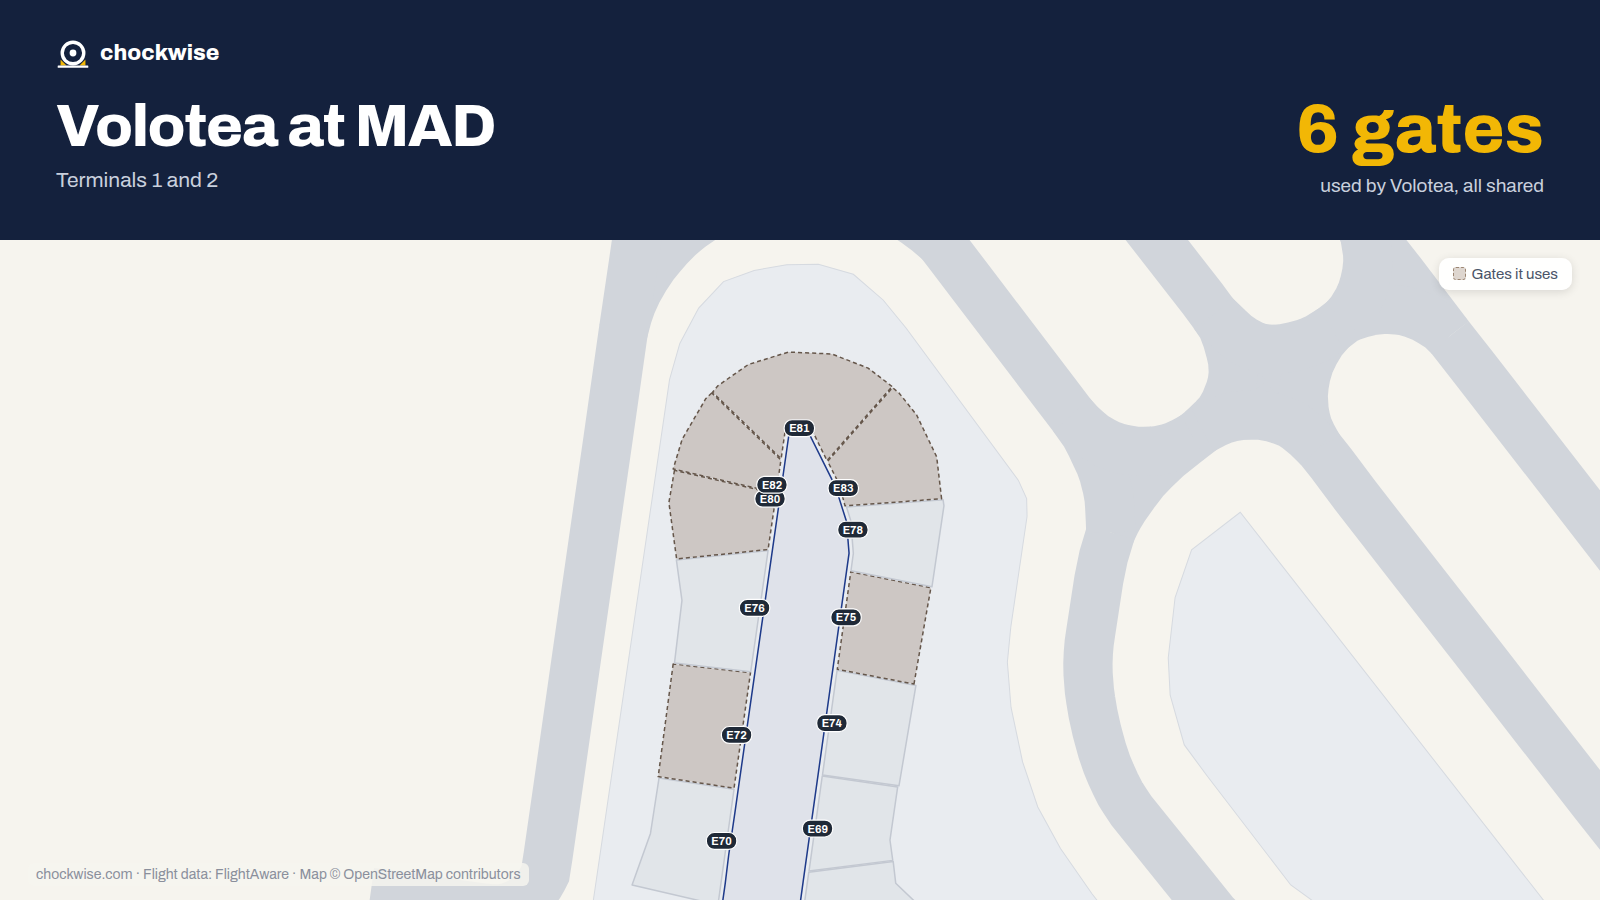 chockwise
Volotea at MAD
Terminals 1 and 2
6 gates
used by Volotea, all shared
Gates it uses
E81
E82
E80
E83
E78
E76
E75
E72
E74
E70
E69
chockwise.com · Flight data: FlightAware · Map © OpenStreetMap contributors